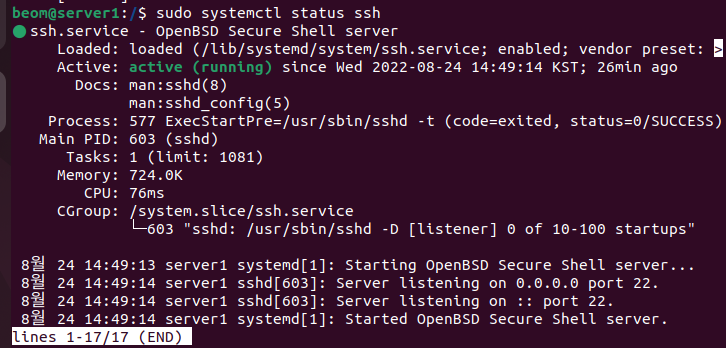 beom@server1:/$ sudo systemctl status ssh
● ssh.service - OpenBSD Secure Shell server
     Loaded: loaded (/lib/systemd/system/ssh.service; enabled; vendor preset: >
     Active: active (running) since Wed 2022-08-24 14:49:14 KST; 26min ago
       Docs: man:sshd(8)
             man:sshd_config(5)
    Process: 577 ExecStartPre=/usr/sbin/sshd -t (code=exited, status=0/SUCCESS)
   Main PID: 603 (sshd)
      Tasks: 1 (limit: 1081)
     Memory: 724.0K
        CPU: 76ms
     CGroup: /system.slice/ssh.service
             └─603 "sshd: /usr/sbin/sshd -D [listener] 0 of 10-100 startups"
 8월 24 14:49:13 server1 systemd[1]: Starting OpenBSD Secure Shell server...
 8월 24 14:49:14 server1 sshd[603]: Server listening on 0.0.0.0 port 22.
 8월 24 14:49:14 server1 sshd[603]: Server listening on :: port 22.
 8월 24 14:49:14 server1 systemd[1]: Started OpenBSD Secure Shell server.
lines 1-17/17 (END)